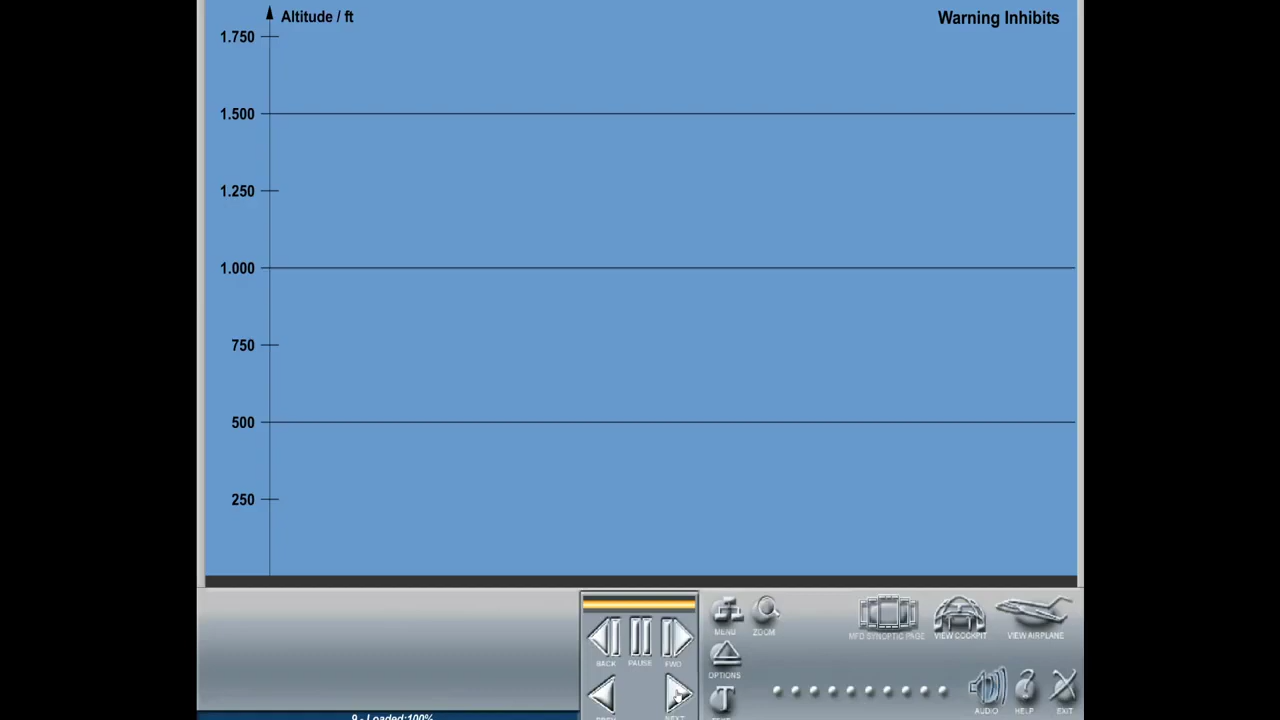 Altitude / ft
Warning Inhibits
1.750
1.500
1.250
1.000
750
500
250
MENU
ZOOM
MFD SYNOPTIC PAGE
VIEW COCKPIT
VIEW AIRPLANE
BACK
PAUSE
FWD
OPTIONS
NEXT
AUDIO
HELP
EXIT
9 - Loaded:100%